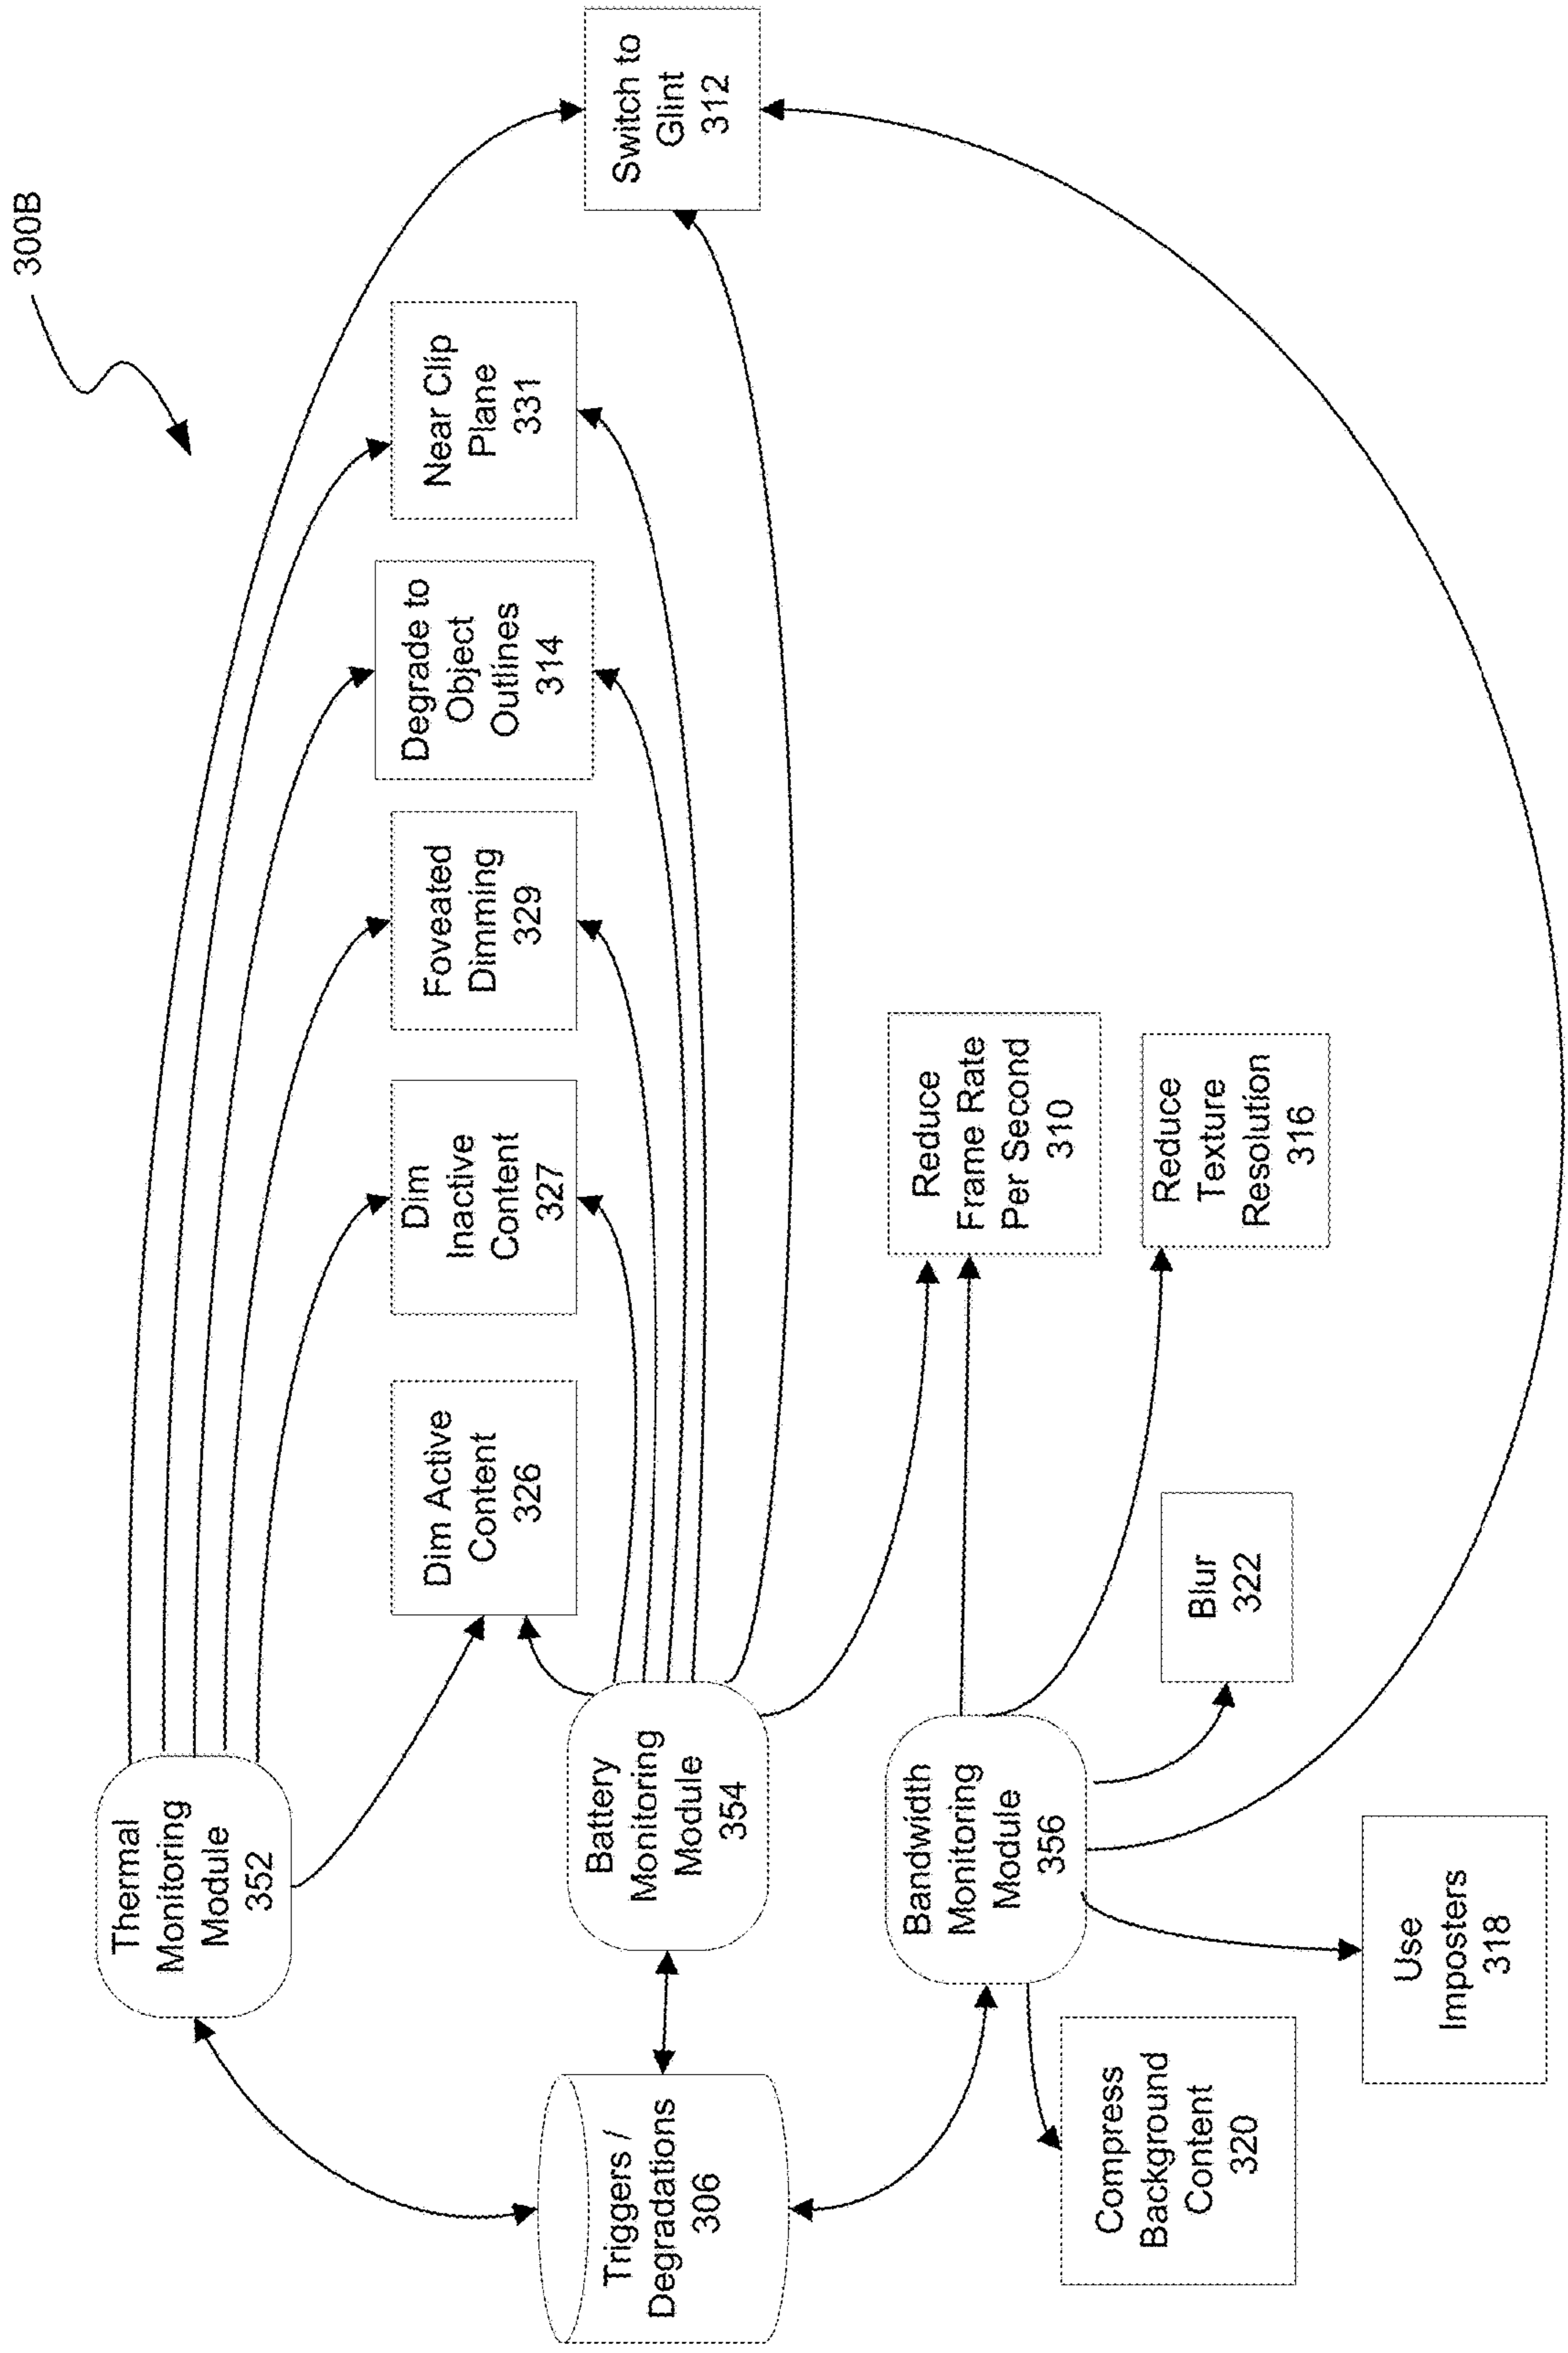 300B
Thermal
Monitoring
Module
352
Switch to
Glint
312
Near Clip
Plane
331
Degrade to
Object
Outlines
314
Foveated
Dimming
329
Dim
Inactive
Content
327
Dim Active
Content
326
Triggers /
Degradations
306
Battery
Monitoring
Module
354
Reduce
Frame Rate
Per Second
310
Bandwidth
Monitoring
Module
356
Reduce
Texture
Resolution
316
Blur
322
Compress
Background
Content
320
Use
Imposters
318